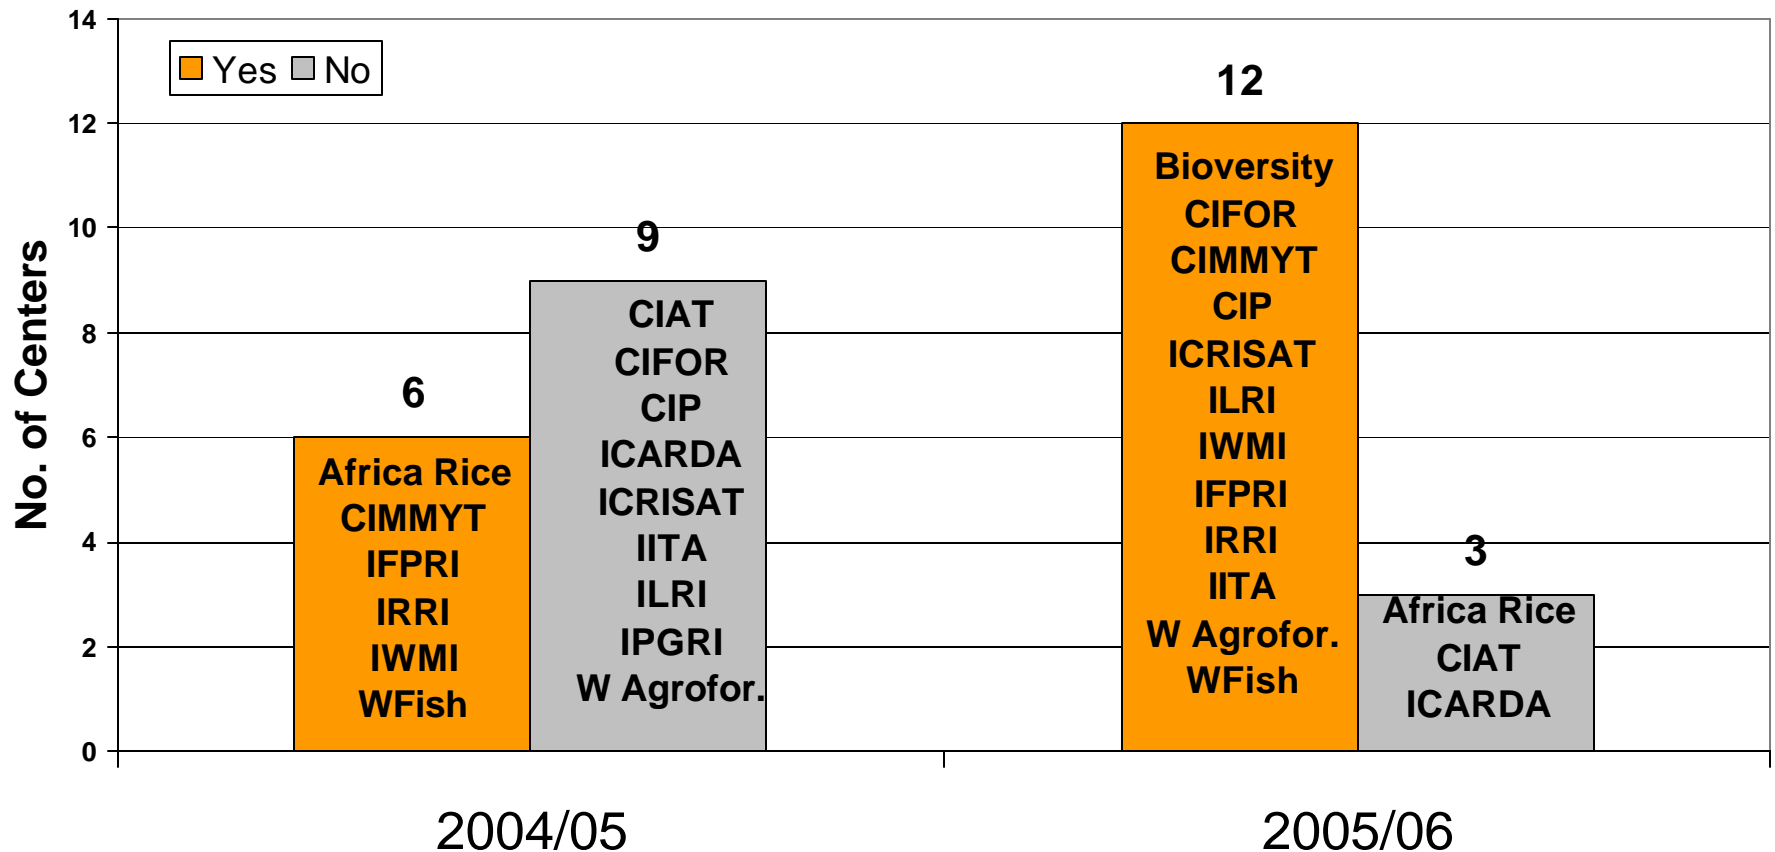 14
12
10
8
6
4
2
0
No. of Centers
Yes No
6
Africa Rice
CIMMYT
IFPRI
IRRI
IWMI
WFish
9
CIAT
CIFOR
CIP
ICARDA
ICRISAT
IITA
ILRI
IPGRI
W Agrofor.
12
Bioversity
CIFOR
CIMMYT
CIP
ICRISAT
ILRI
IWMI
IFPRI
IRRI
IITA
W Agrofor.
WFish
3
Africa Rice
CIAT
ICARDA
2004/05
2005/06